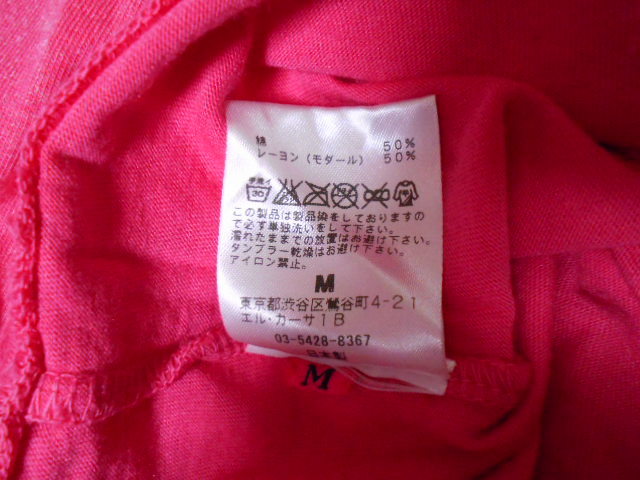 綿 50%
レーヨン(モダール) 50%
手洗イ
30
この製品は製品染をしておりますの
で必ず単独洗いをして下さい。
濡れたままでの放置はお避け下さい。
タンブラー乾燥はお避け下さい。
アイロン禁止。
M
東京都渋谷区鶯谷町4-21
エル・カーサ1B
03-5428-8367
日本製
M